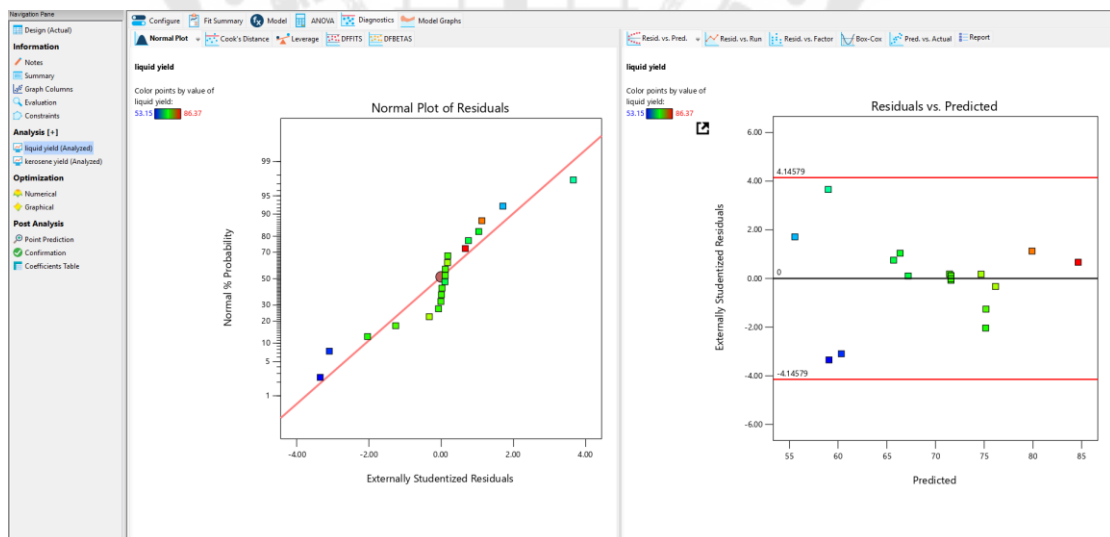 Navigation Pane
Design (Actual)
Information
Notes
Summary
Graph Columns
Evaluation
Constraints
Analysis [+]
liquid yield (Analyzed)
kerosene yield (Analyzed)
Optimization
Numerical
Graphical
Post Analysis
Point Prediction
Confirmation
Coefficients Table
Configure Fit Summary Model ANOVA Diagnostics Model Graphs
Normal Plot Cook's Distance Leverage DFFITS DFBETAS
liquid yield
Color points by value of
liquid yield:
53.15 86.37
Normal Plot of Residuals
Normal % Probability
99
95
90
80
70
50
30
20
10
5
1
-4.00 -2.00 0.00 2.00 4.00
Externally Studentized Residuals
Resid. vs. Pred. Resid. vs. Run Resid. vs. Factor Box-Cox Pred. vs. Actual Report
liquid yield
Color points by value of
liquid yield:
53.15 86.37
Residuals vs. Predicted
Externally Studentized Residuals
6.00
4.00
2.00
0.00
-2.00
-4.00
-6.00
4.14579
0
-4.14579
55 60 65 70 75 80 85
Predicted